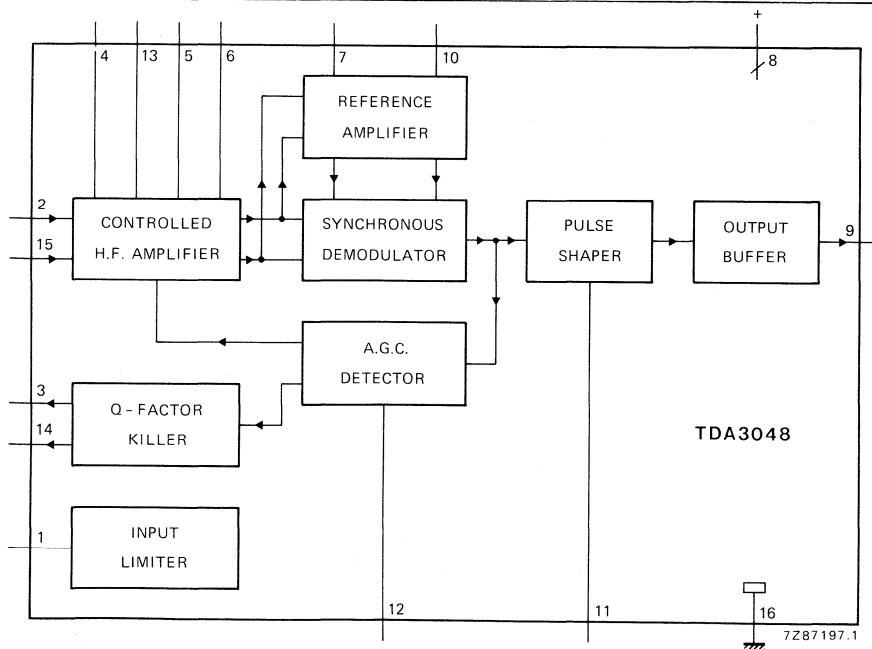 +
4 13 5 6 7 10 8
REFERENCE
AMPLIFIER
2
15
CONTROLLED
H.F. AMPLIFIER
SYNCHRONOUS
DEMODULATOR
PULSE
SHAPER
OUTPUT
BUFFER
9
A.G.C.
DETECTOR
3
14
Q-FACTOR
KILLER
TDA3048
1
INPUT
LIMITER
12 11 16
7Z87197.1